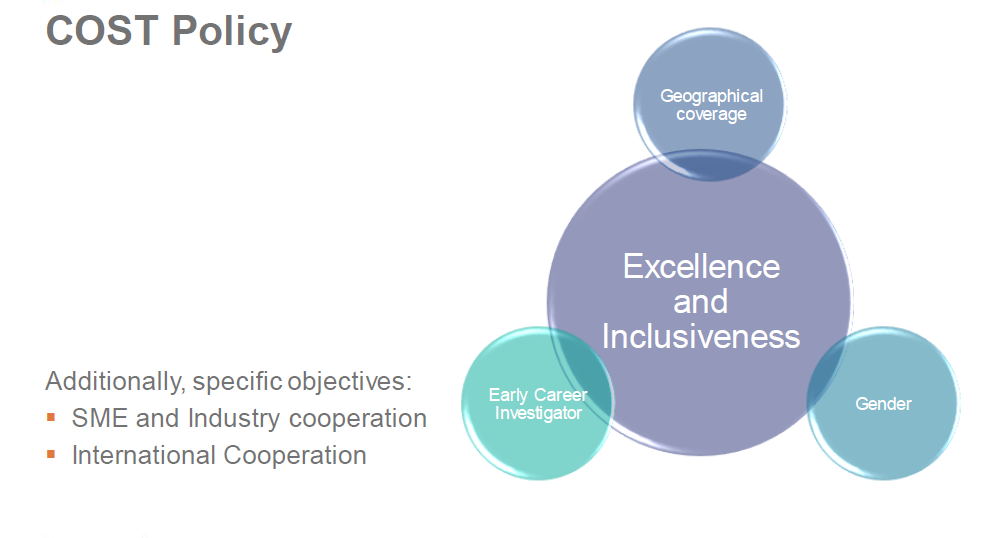 COST Policy
Geographical
coverage
Excellence
and
Inclusiveness
Early Career
Investigator
Gender
Additionally, specific objectives:
SME and Industry cooperation
International Cooperation